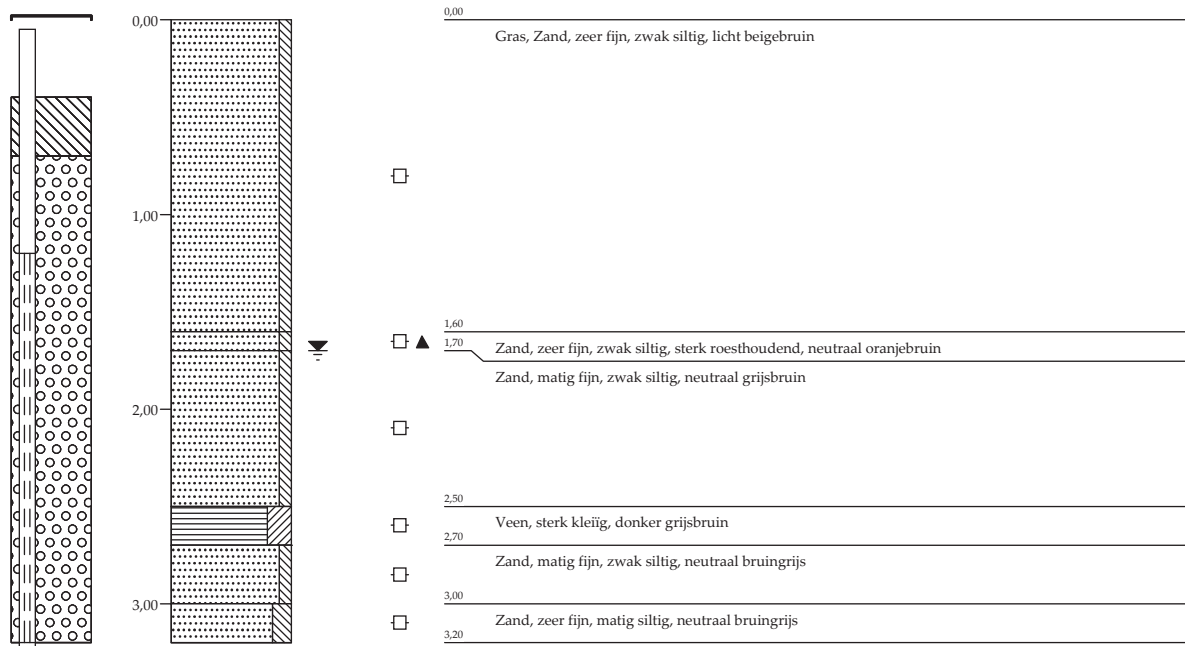 0,00
0,00
Gras, Zand, zeer fijn, zwak siltig, licht beigebruin
1,00
1,60
1,70
Zand, zeer fijn, zwak siltig, sterk roesthoudend, neutraal oranjebruin
Zand, matig fijn, zwak siltig, neutraal grijsbruin
2,00
2,50
Veen, sterk kleiïg, donker grijsbruin
2,70
Zand, matig fijn, zwak siltig, neutraal bruingrijs
3,00
3,00
Zand, zeer fijn, matig siltig, neutraal bruingrijs
3,20